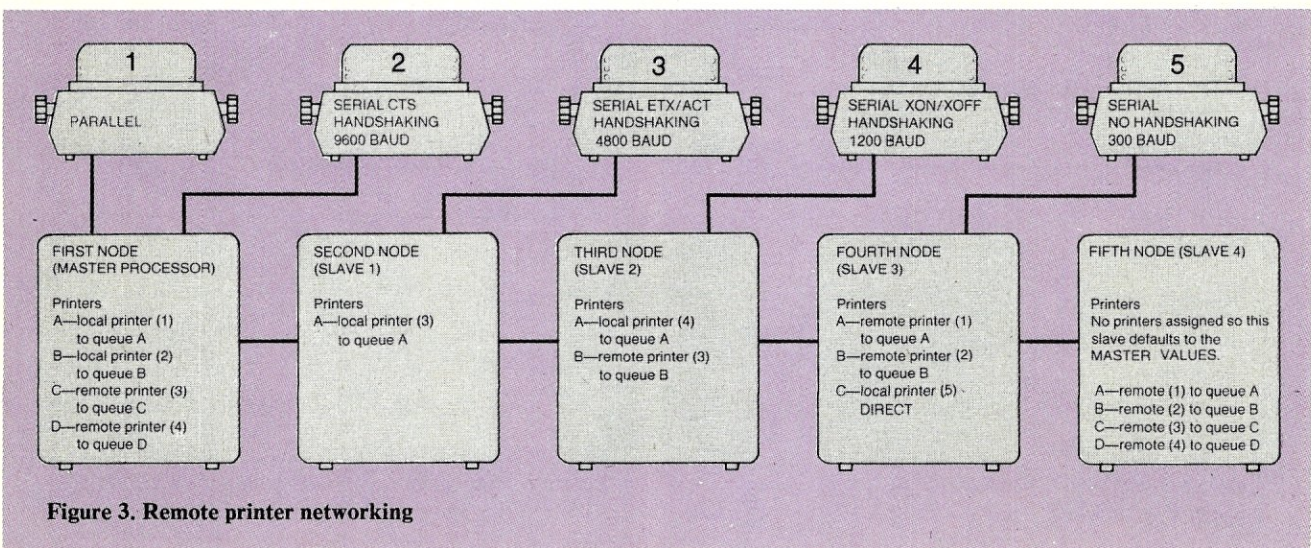 1
PARALLEL
2
SERIAL CTS
HANDSHAKING
9600 BAUD
3
SERIAL ETX/ACT
HANDSHAKING
4800 BAUD
4
SERIAL XON/XOFF
HANDSHAKING
1200 BAUD
5
SERIAL
NO HANDSHAKING
300 BAUD
FIRST NODE
(MASTER PROCESSOR)
Printers
A—local printer (1)
to queue A
B—local printer (2)
to queue B
C—remote printer (3)
to queue C
D—remote printer (4)
to queue D
SECOND NODE
(SLAVE 1)
Printers
A—local printer (3)
to queue A
THIRD NODE
(SLAVE 2)
Printers
A—local printer (4)
to queue A
B—remote printer (3)
to queue B
FOURTH NODE
(SLAVE 3)
Printers
A—remote printer (1)
to queue A
B—remote printer (2)
to queue B
C—local printer (5)
DIRECT
FIFTH NODE (SLAVE 4)
Printers
No printers assigned so this
slave defaults to the
MASTER VALUES.
A—remote (1) to queue A
B—remote (2) to queue B
C—remote (3) to queue C
D—remote (4) to queue D
Figure 3. Remote printer networking